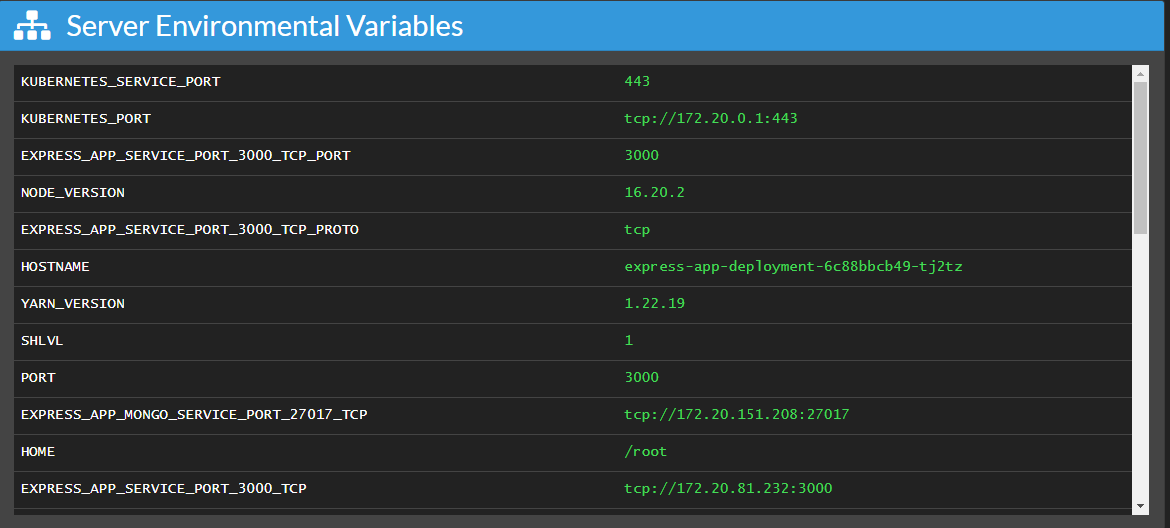 Server Environmental Variables
KUBERNETES_SERVICE_PORT 443
KUBERNETES_PORT tcp://172.20.0.1:443
EXPRESS_APP_SERVICE_PORT_3000_TCP_PORT 3000
NODE_VERSION 16.20.2
EXPRESS_APP_SERVICE_PORT_3000_TCP_PROTO tcp
HOSTNAME express-app-deployment-6c88bbcb49-tj2tz
YARN_VERSION 1.22.19
SHLVL 1
PORT 3000
EXPRESS_APP_MONGO_SERVICE_PORT_27017_TCP tcp://172.20.151.208:27017
HOME /root
EXPRESS_APP_SERVICE_PORT_3000_TCP tcp://172.20.81.232:3000